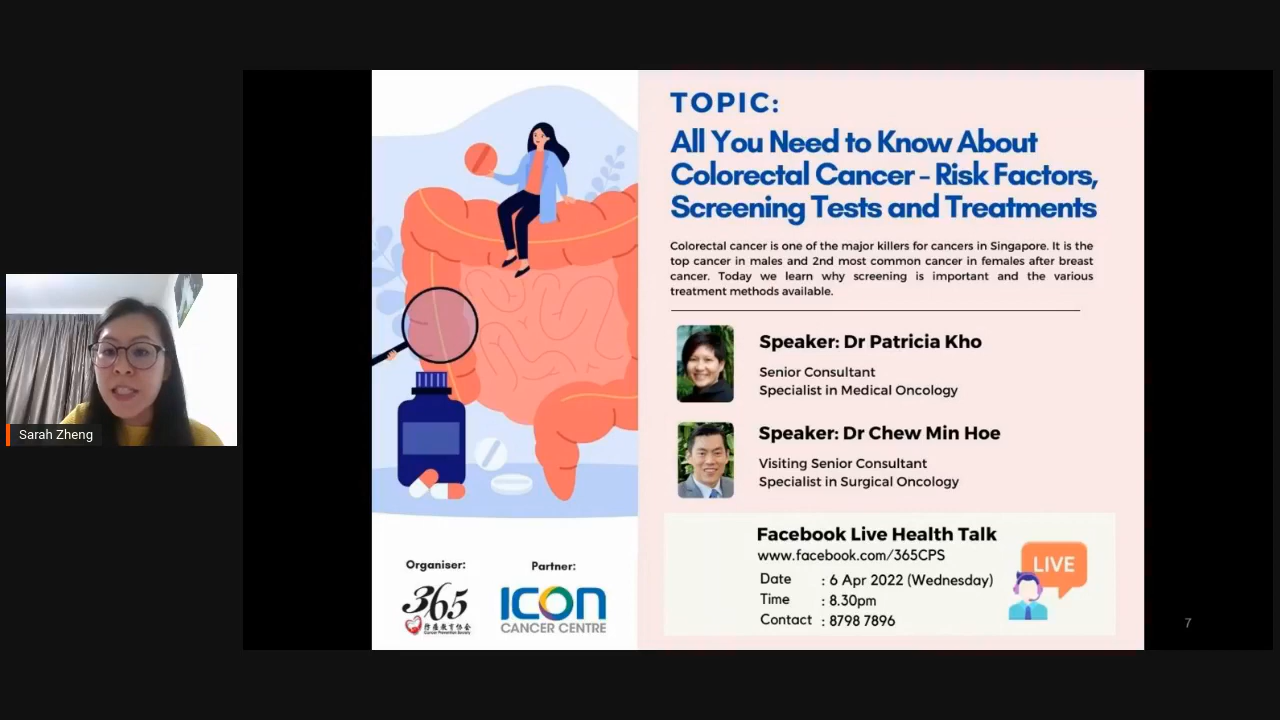 Sarah Zheng
TOPIC:
All You Need to Know About
Colorectal Cancer - Risk Factors,
Screening Tests and Treatments
Colorectal cancer is one of the major killers for cancers in Singapore. It is the
top cancer in males and 2nd most common cancer in females after breast
cancer. Today we learn why screening is important and the various
treatment methods available.
Speaker: Dr Patricia Kho
Senior Consultant
Specialist in Medical Oncology
Speaker: Dr Chew Min Hoe
Visiting Senior Consultant
Specialist in Surgical Oncology
Facebook Live Health Talk
www.facebook.com/365CPS
Date : 6 Apr 2022 (Wednesday)
Time : 8.30pm
Contact : 8798 7896
LIVE
Organiser:
365
Cancer Prevention Society
Partner:
ICON
CANCER CENTRE
7